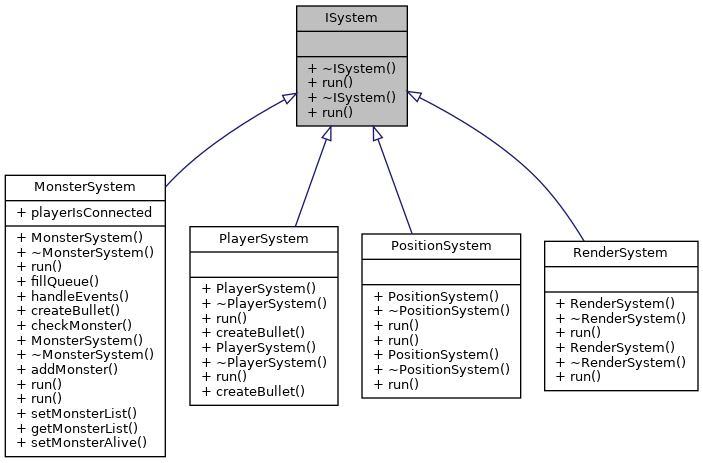 ISystem
+ ~ISystem()
+ run()
+ ~ISystem()
+ run()
MonsterSystem
+ playerIsConnected
+ MonsterSystem()
+ ~MonsterSystem()
+ run()
+ fillQueue()
+ handleEvents()
+ createBullet()
+ checkMonster()
+ MonsterSystem()
+ ~MonsterSystem()
+ addMonster()
+ run()
+ run()
+ setMonsterList()
+ getMonsterList()
+ setMonsterAlive()
PlayerSystem
+ PlayerSystem()
+ ~PlayerSystem()
+ run()
+ createBullet()
+ PlayerSystem()
+ ~PlayerSystem()
+ run()
+ createBullet()
PositionSystem
+ PositionSystem()
+ ~PositionSystem()
+ run()
+ run()
+ PositionSystem()
+ ~PositionSystem()
+ run()
RenderSystem
+ RenderSystem()
+ ~RenderSystem()
+ run()
+ RenderSystem()
+ ~RenderSystem()
+ run()